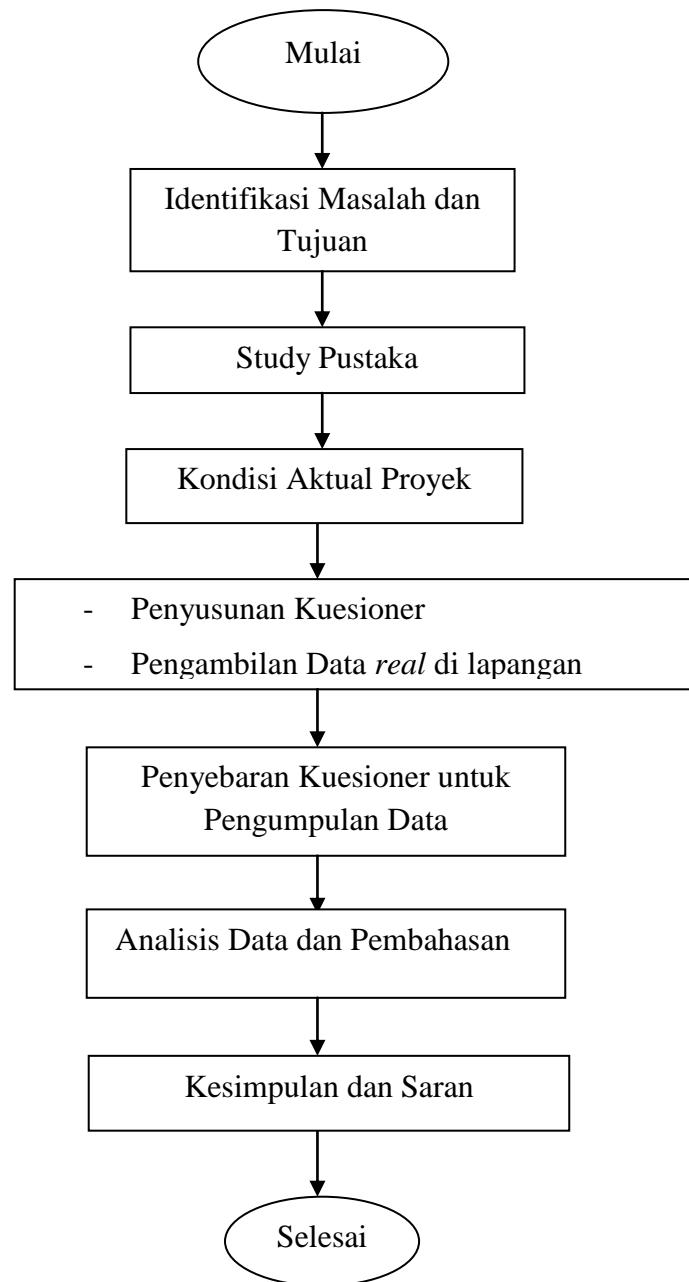 Mulai
Identifikasi Masalah dan
Tujuan
Study Pustaka
Kondisi Aktual Proyek
- Penyusunan Kuesioner
- Pengambilan Data real di lapangan
Penyebaran Kuesioner untuk
Pengumpulan Data
Analisis Data dan Pembahasan
Kesimpulan dan Saran
Selesai